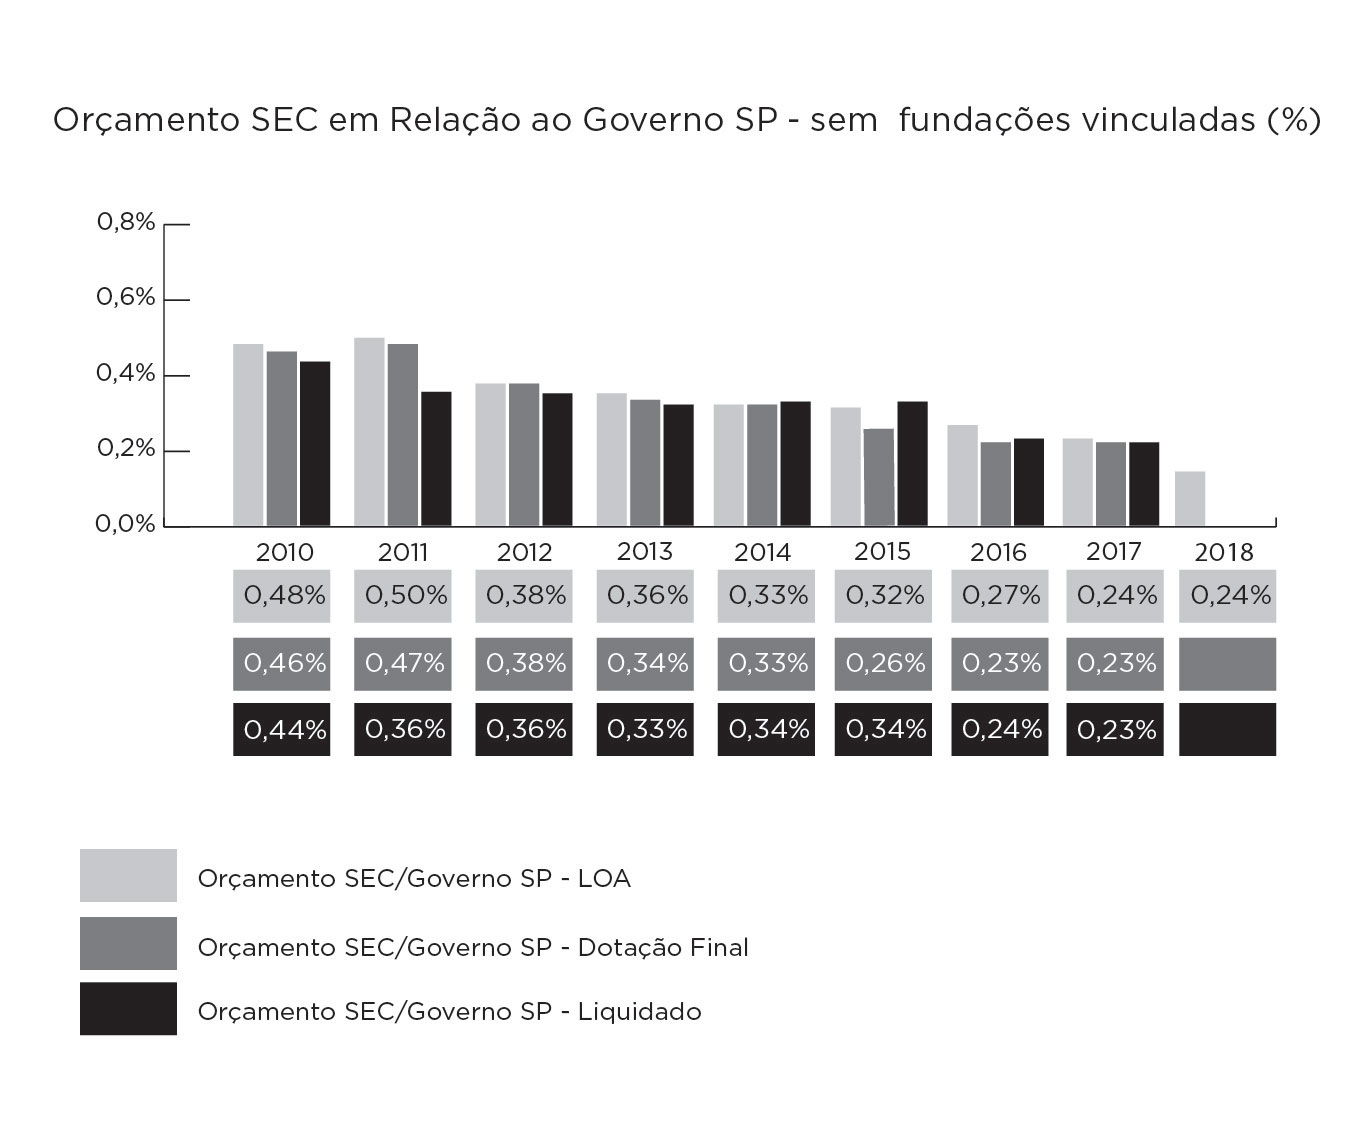 Orçamento SEC em Relação ao Governo SP - sem fundações vinculadas (%)
0,8%
0,6%
0,4%
0,2%
0,0%
2010 2011 2012 2013 2014 2015 2016 2017 2018
0,48% 0,50% 0,38% 0,36% 0,33% 0,32% 0,27% 0,24% 0,24%
0,46% 0,47% 0,38% 0,34% 0,33% 0,26% 0,23% 0,23%
0,44% 0,36% 0,36% 0,33% 0,34% 0,34% 0,24% 0,23%
Orçamento SEC/Governo SP - LOA
Orçamento SEC/Governo SP - Dotação Final
Orçamento SEC/Governo SP - Liquidado